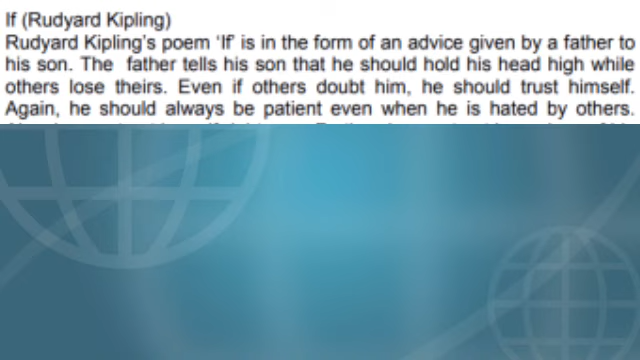 If (Rudyard Kipling)
Rudyard Kipling's poem 'If' is in the form of an advice given by a father to
his son. The father tells his son that he should hold his head high while
others lose theirs. Even if others doubt him, he should trust himself.
Again, he should always be patient even when he is hated by others.